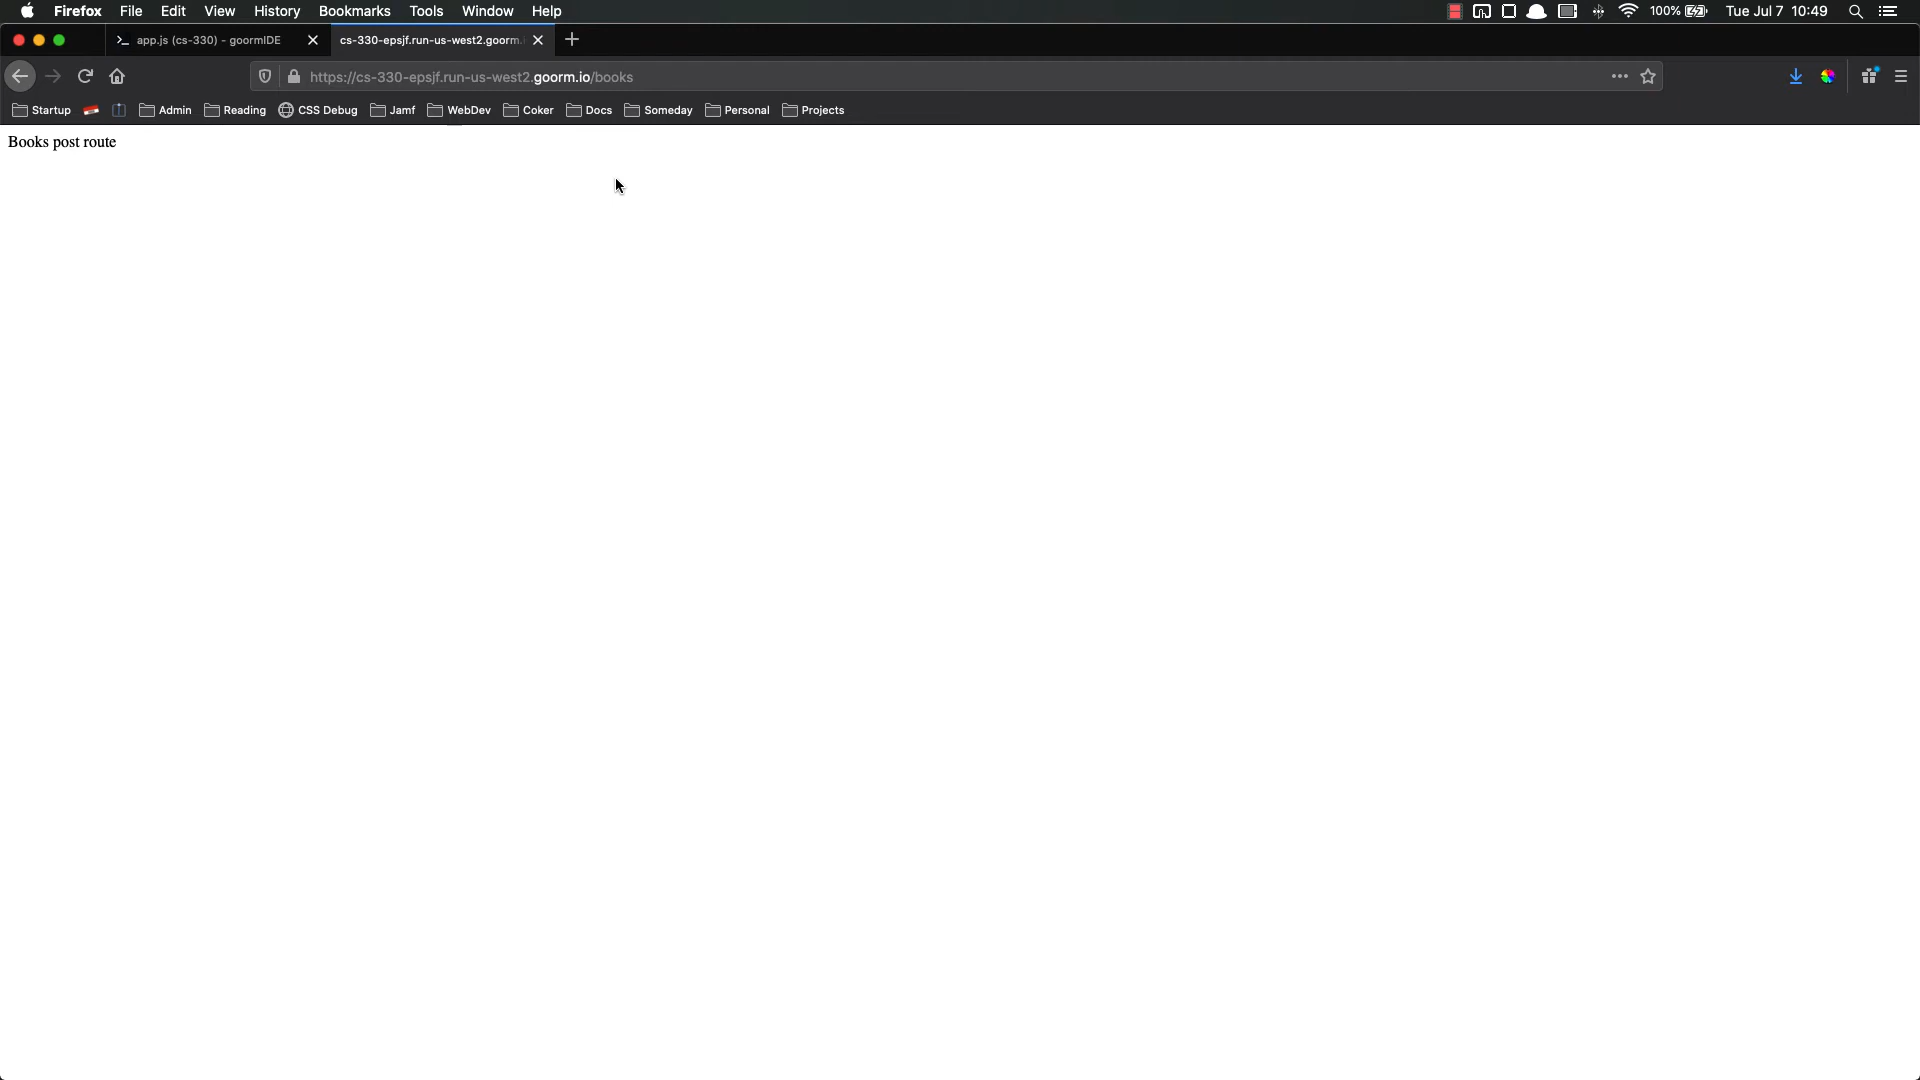 Firefox File Edit View History Bookmarks Tools Window Help 100% Tue Jul 7 10:49
app.js (cs-330) - goormIDE cs-330-epsjf.run-us-west2.goorm.
https://cs-330-epsjf.run-us-west2.goorm.io/books
Startup Admin Reading CSS Debug Jamf WebDev Coker Docs Someday Personal Projects
Books post route